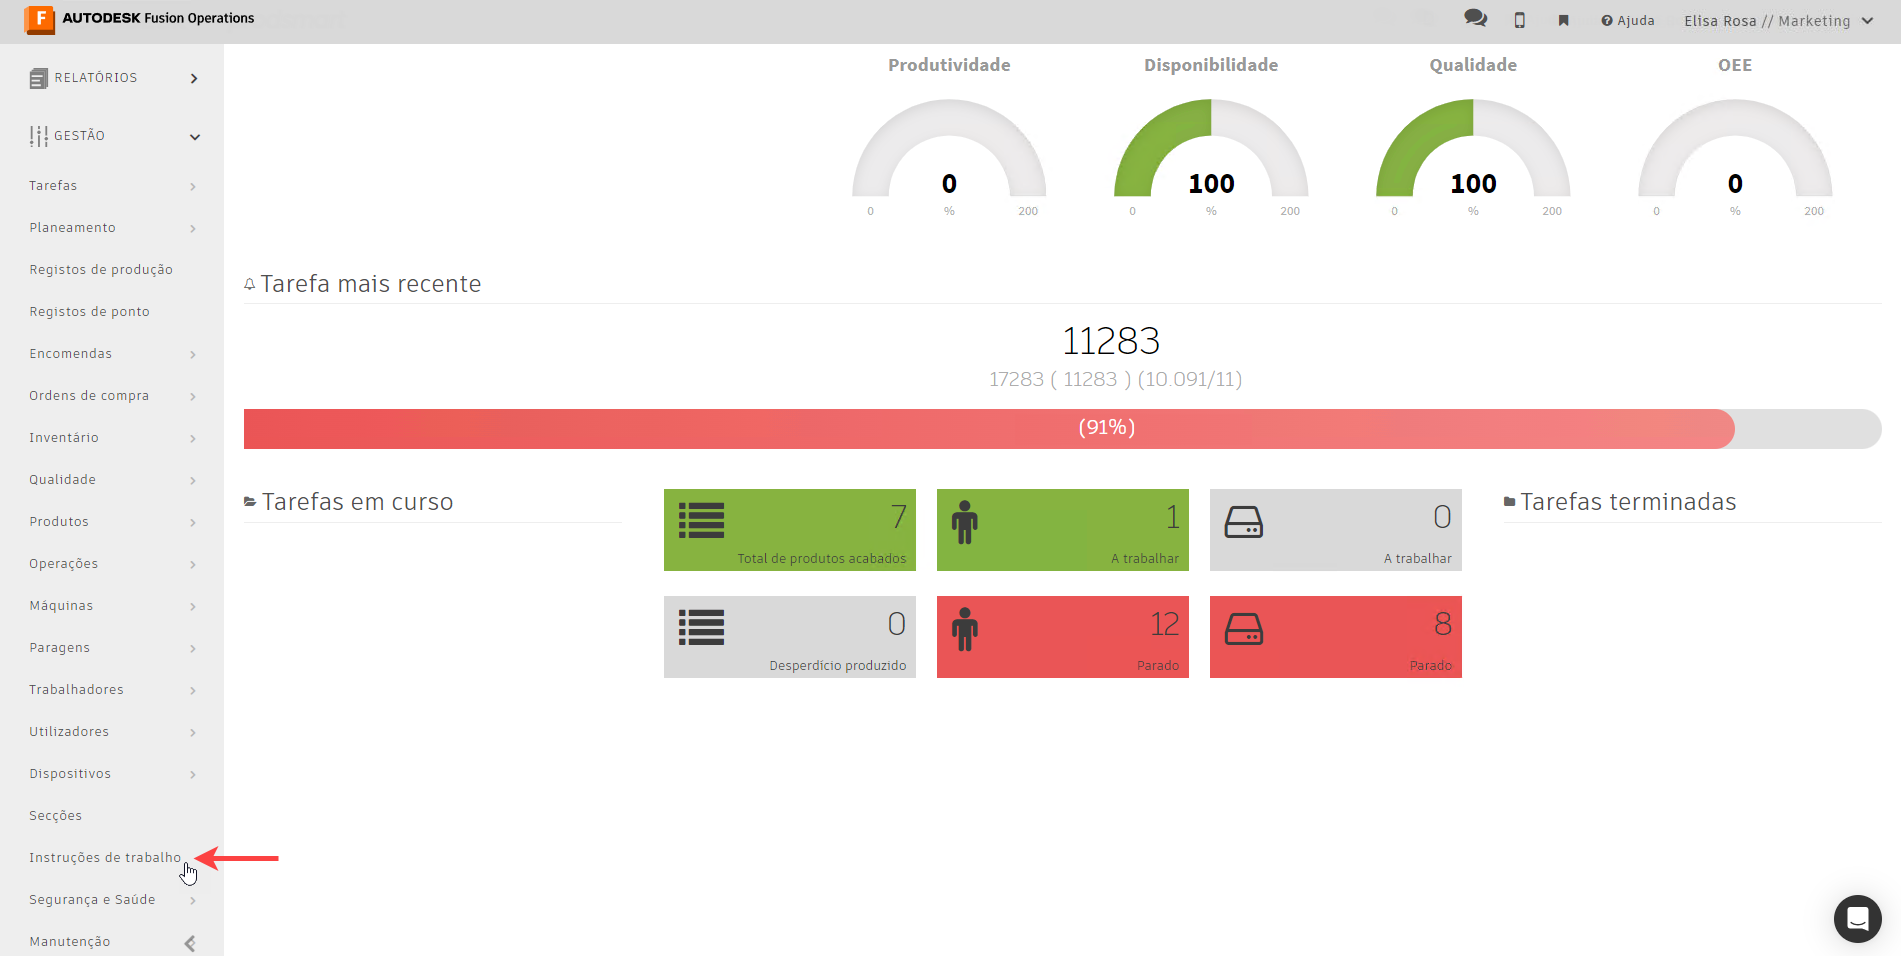 F AUTODESK Fusion Operations
Ajuda
Elisa Rosa // Marketing
RELATÓRIOS
GESTÃO
Tarefas
Planeamento
Registos de produção
Registos de ponto
Encomendas
Ordens de compra
Inventário
Qualidade
Produtos
Operações
Máquinas
Paragens
Trabalhadores
Utilizadores
Dispositivos
Secções
Instruções de trabalho
Segurança e Saúde
Manutenção
Produtividade Disponibilidade Qualidade OEE
0 100 100 0
0 % 200 0 % 200 0 % 200 0 % 200
Tarefa mais recente
11283
17283 ( 11283 ) (10.091/11)
(91%)
Tarefas em curso
7
Total de produtos acabados
1
A trabalhar
0
A trabalhar
0
Desperdício produzido
12
Parado
8
Parado
Tarefas terminadas